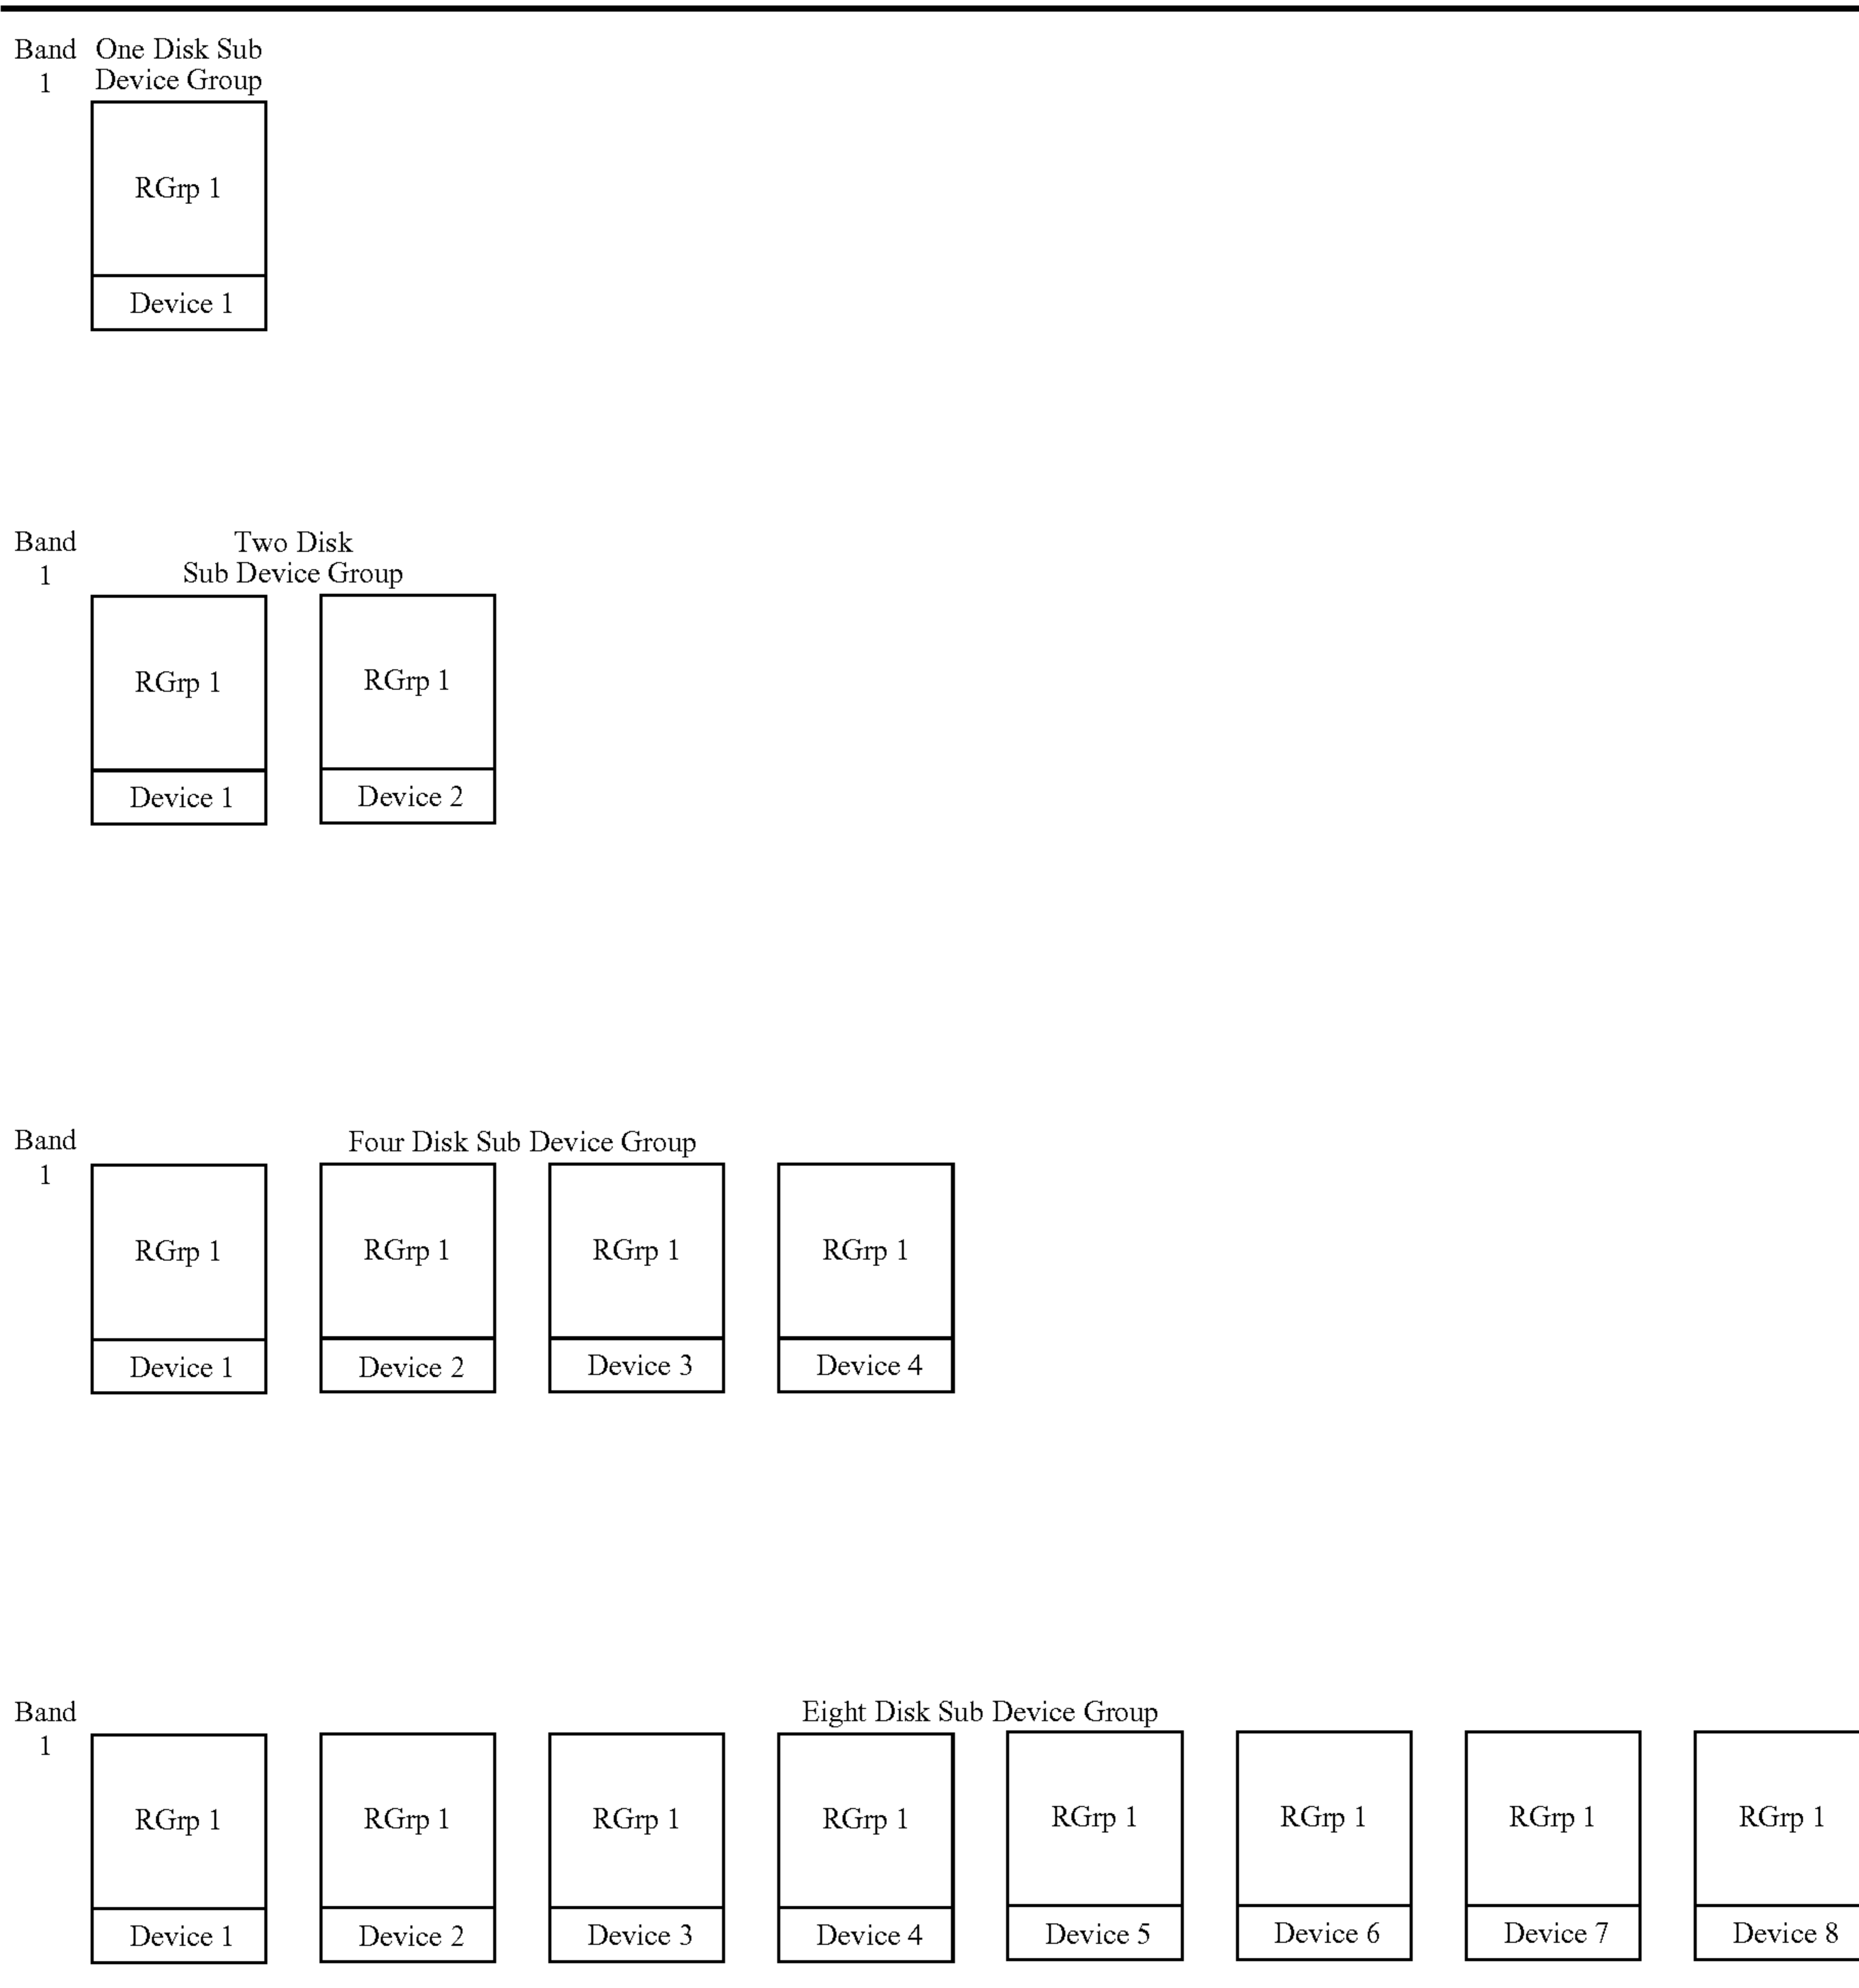 Band One Disk Sub
1 Device Group
RGrp 1
Device 1
Band Two Disk
1 Sub Device Group
RGrp 1 RGrp 1
Device 1 Device 2
Band Four Disk Sub Device Group
1
RGrp 1 RGrp 1 RGrp 1 RGrp 1
Device 1 Device 2 Device 3 Device 4
Band Eight Disk Sub Device Group
1
RGrp 1 RGrp 1 RGrp 1 RGrp 1 RGrp 1 RGrp 1 RGrp 1 RGrp 1
Device 1 Device 2 Device 3 Device 4 Device 5 Device 6 Device 7 Device 8